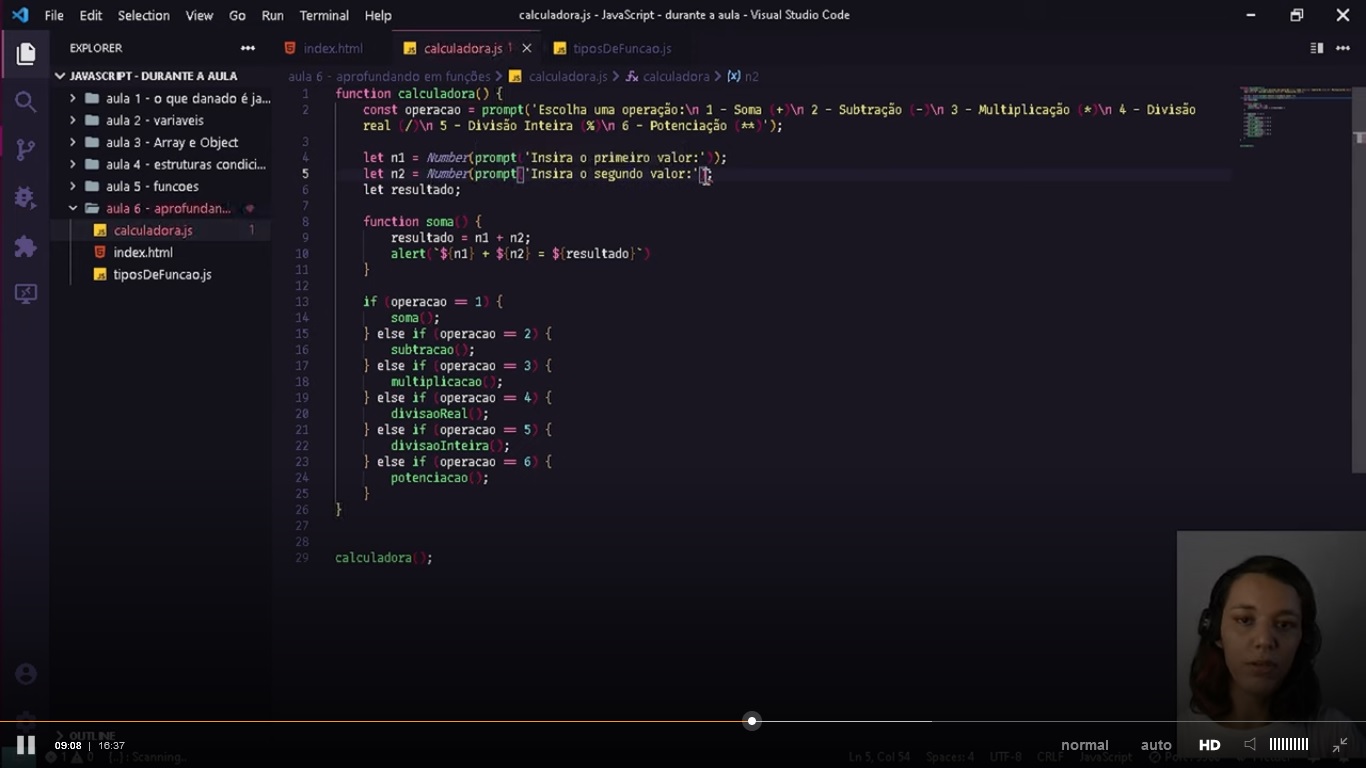 File Edit Selection View Go Run Terminal Help
calculadora.js - JavaScript - durante a aula - Visual Studio Code
EXPLORER
index.html
calculadora.js 1
tiposDeFuncao.js
JAVASCRIPT - DURANTE A AULA
aula 1 - o que danado é ja...
aula 2 - variaveis
aula 3 - Array e Object
aula 4 - estruturas condici...
aula 5 - funcoes
aula 6 - aprofundan...
calculadora.js 1
index.html
tiposDeFuncao.js
aula 6 - aprofundando em funções > calculadora.js > calculadora > n2
1 function calculadora() {
2 const operacao = prompt('Escolha uma operação:\n 1 - Soma (+)\n 2 - Subtração (-)\n 3 - Multiplicação (*)\n 4 - Divisão
real (/)\n 5 - Divisão Inteira (%)\n 6 - Potenciação (**)');
3
4 let n1 = Number(prompt('Insira o primeiro valor:'));
5 let n2 = Number(prompt('Insira o segundo valor:');
6 let resultado;
7
8 function soma() {
9 resultado = n1 + n2;
10 alert(`${n1} + ${n2} = ${resultado}`)
11 }
12
13 if (operacao == 1) {
14 soma();
15 } else if (operacao == 2) {
16 subtracao();
17 } else if (operacao == 3) {
18 multiplicacao();
19 } else if (operacao == 4) {
20 divisaoReal();
21 } else if (operacao == 5) {
22 divisaoInteira();
23 } else if (operacao == 6) {
24 potenciacao();
25 }
26 }
27
28
29 calculadora();
OUTLINE
09:08 | 16:37
normal auto HD
1 0 Scanning...
Ln 5, Col 54 Spaces: 4 UTF-8 CRLF JavaScript